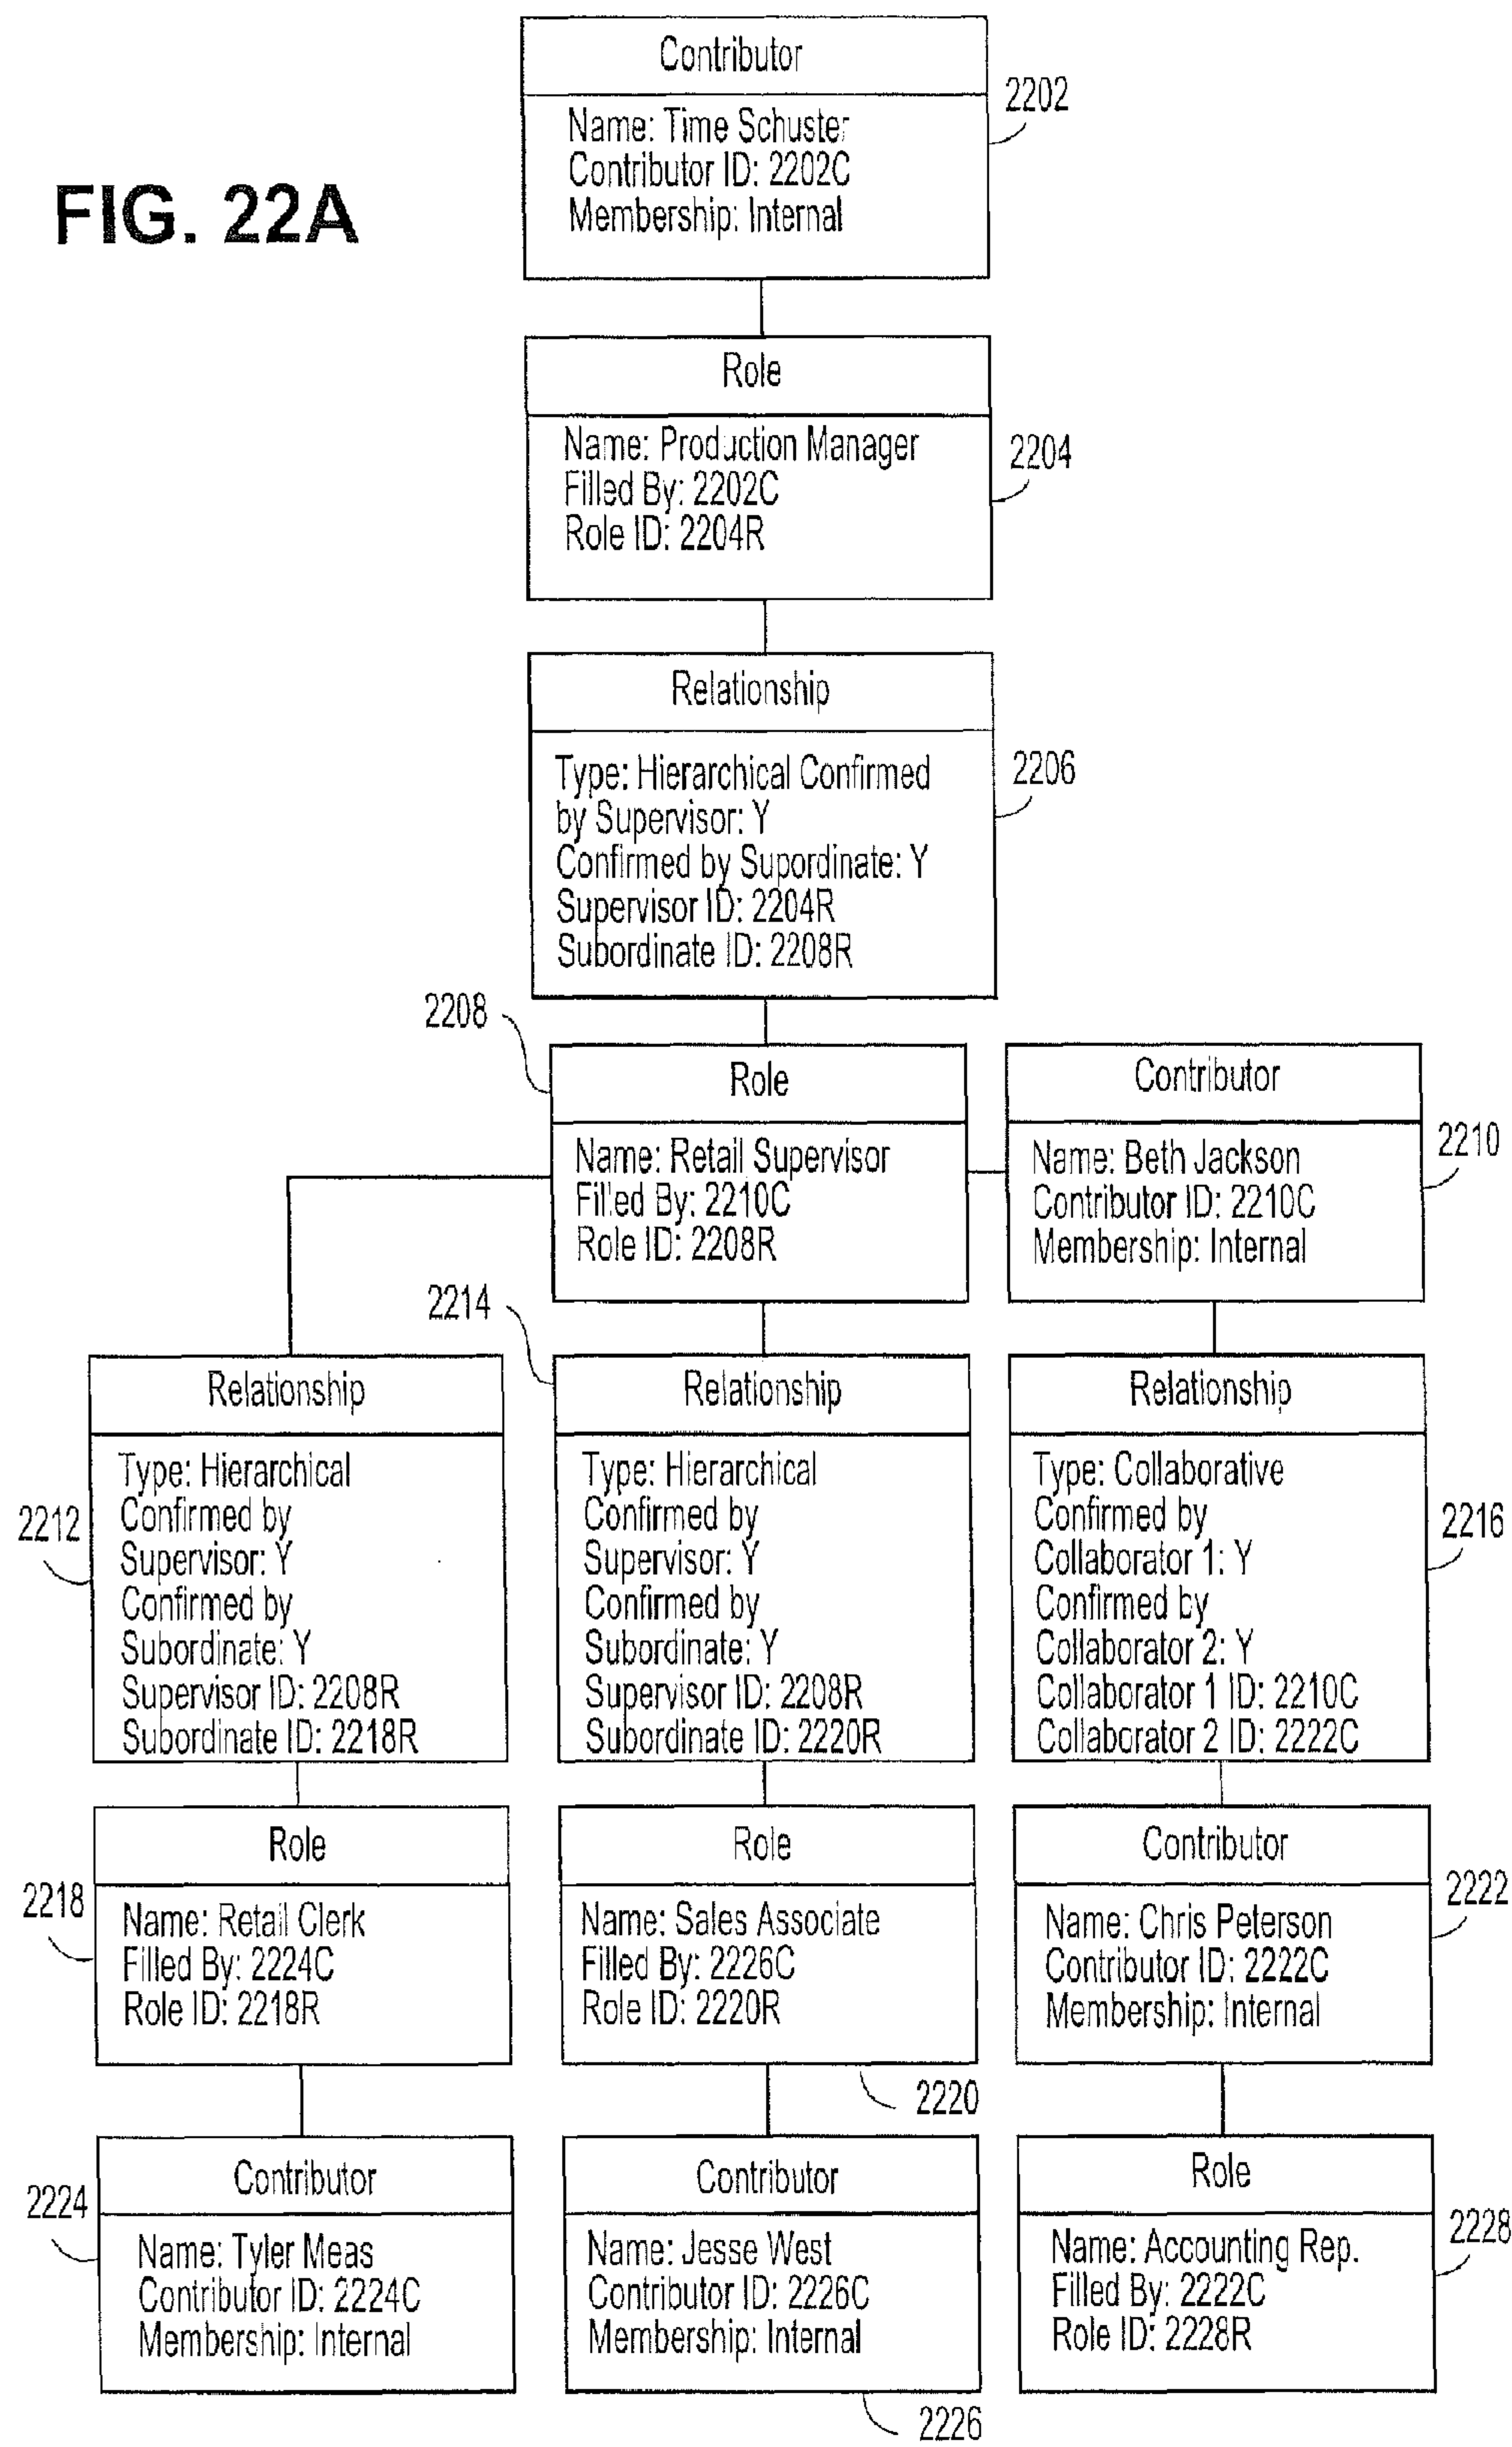 FIG. 22A
Contributor
2202
Name: Time Schuster
Contributor ID: 2202C
Membership: Internal
Role
Name: Production Manager
2204
Filled By: 2202C
Role ID: 2204R
Relationship
2206
Type: Hierarchical Confirmed
by Supervisor: Y
Confirmed by Supordinate: Y
Supervisor ID: 2204R
Subordinate ID: 2208R
2208
Role
Name: Retail Supervisor
Filled By: 2210C
Role ID: 2208R
Contributor
2210
Name: Beth Jackson
Contributor ID: 2210C
Membership: Internal
Relationship
2212
Type: Hierarchical
Confirmed by
Supervisor: Y
Confirmed by
Subordinate: Y
Supervisor ID: 2208R
Subordinate ID: 2218R
2214
Relationship
Type: Hierarchical
Confirmed by
Supervisor: Y
Confirmed by
Subordinate: Y
Supervisor ID: 2208R
Subordinate ID: 2220R
Relationship
2216
Type: Collaborative
Confirmed by
Collaborator 1: Y
Confirmed by
Collaborator 2: Y
Collaborator 1 ID: 2210C
Collaborator 2 ID: 2222C
Role
2218
Name: Retail Clerk
Filled By: 2224C
Role ID: 2218R
Role
Name: Sales Associate
Filled By: 2226C
Role ID: 2220R
2220
Contributor
2222
Name: Chris Peterson
Contributor ID: 2222C
Membership: Internal
Contributor
2224
Name: Tyler Meas
Contributor ID: 2224C
Membership: Internal
Contributor
Name: Jesse West
Contributor ID: 2226C
Membership: Internal
2226
Role
2228
Name: Accounting Rep.
Filled By: 2222C
Role ID: 2228R